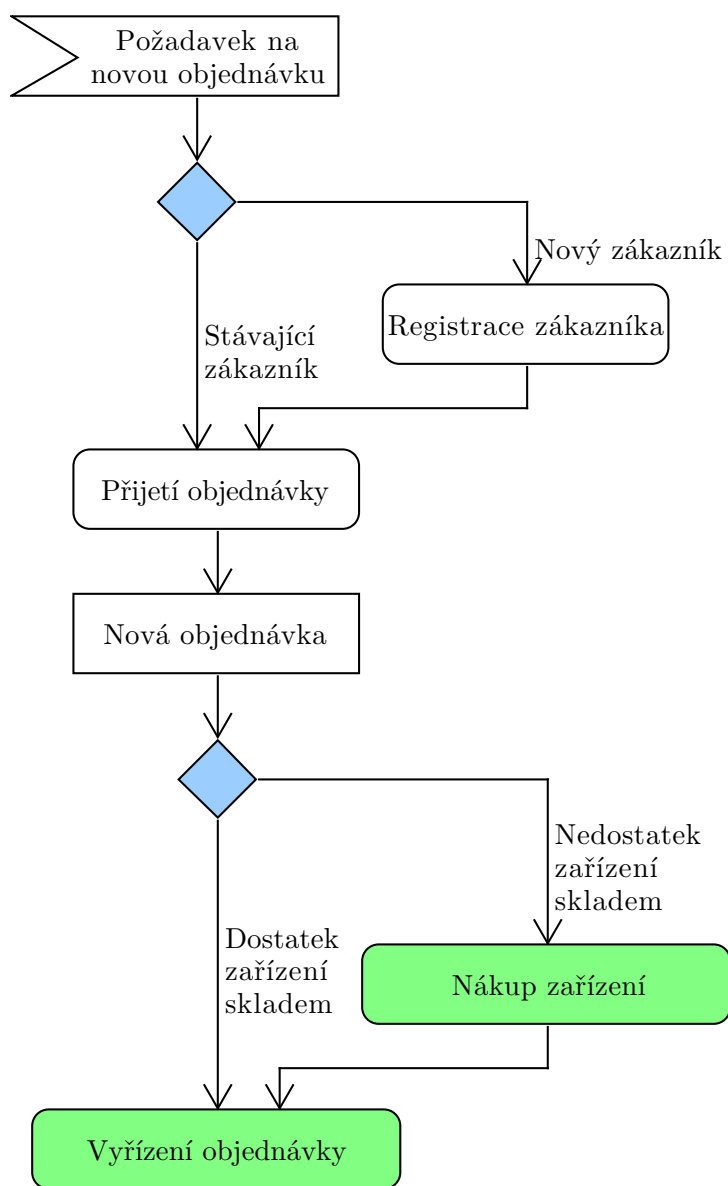 Požadavek na
novou objednávku
Nový zákazník
Registrace zákazníka
Stávající
zákazník
Přijetí objednávky
Nová objednávka
Nedostatek
zařízení
skladem
Dostatek
zařízení
skladem
Nákup zařízení
Vyřízení objednávky